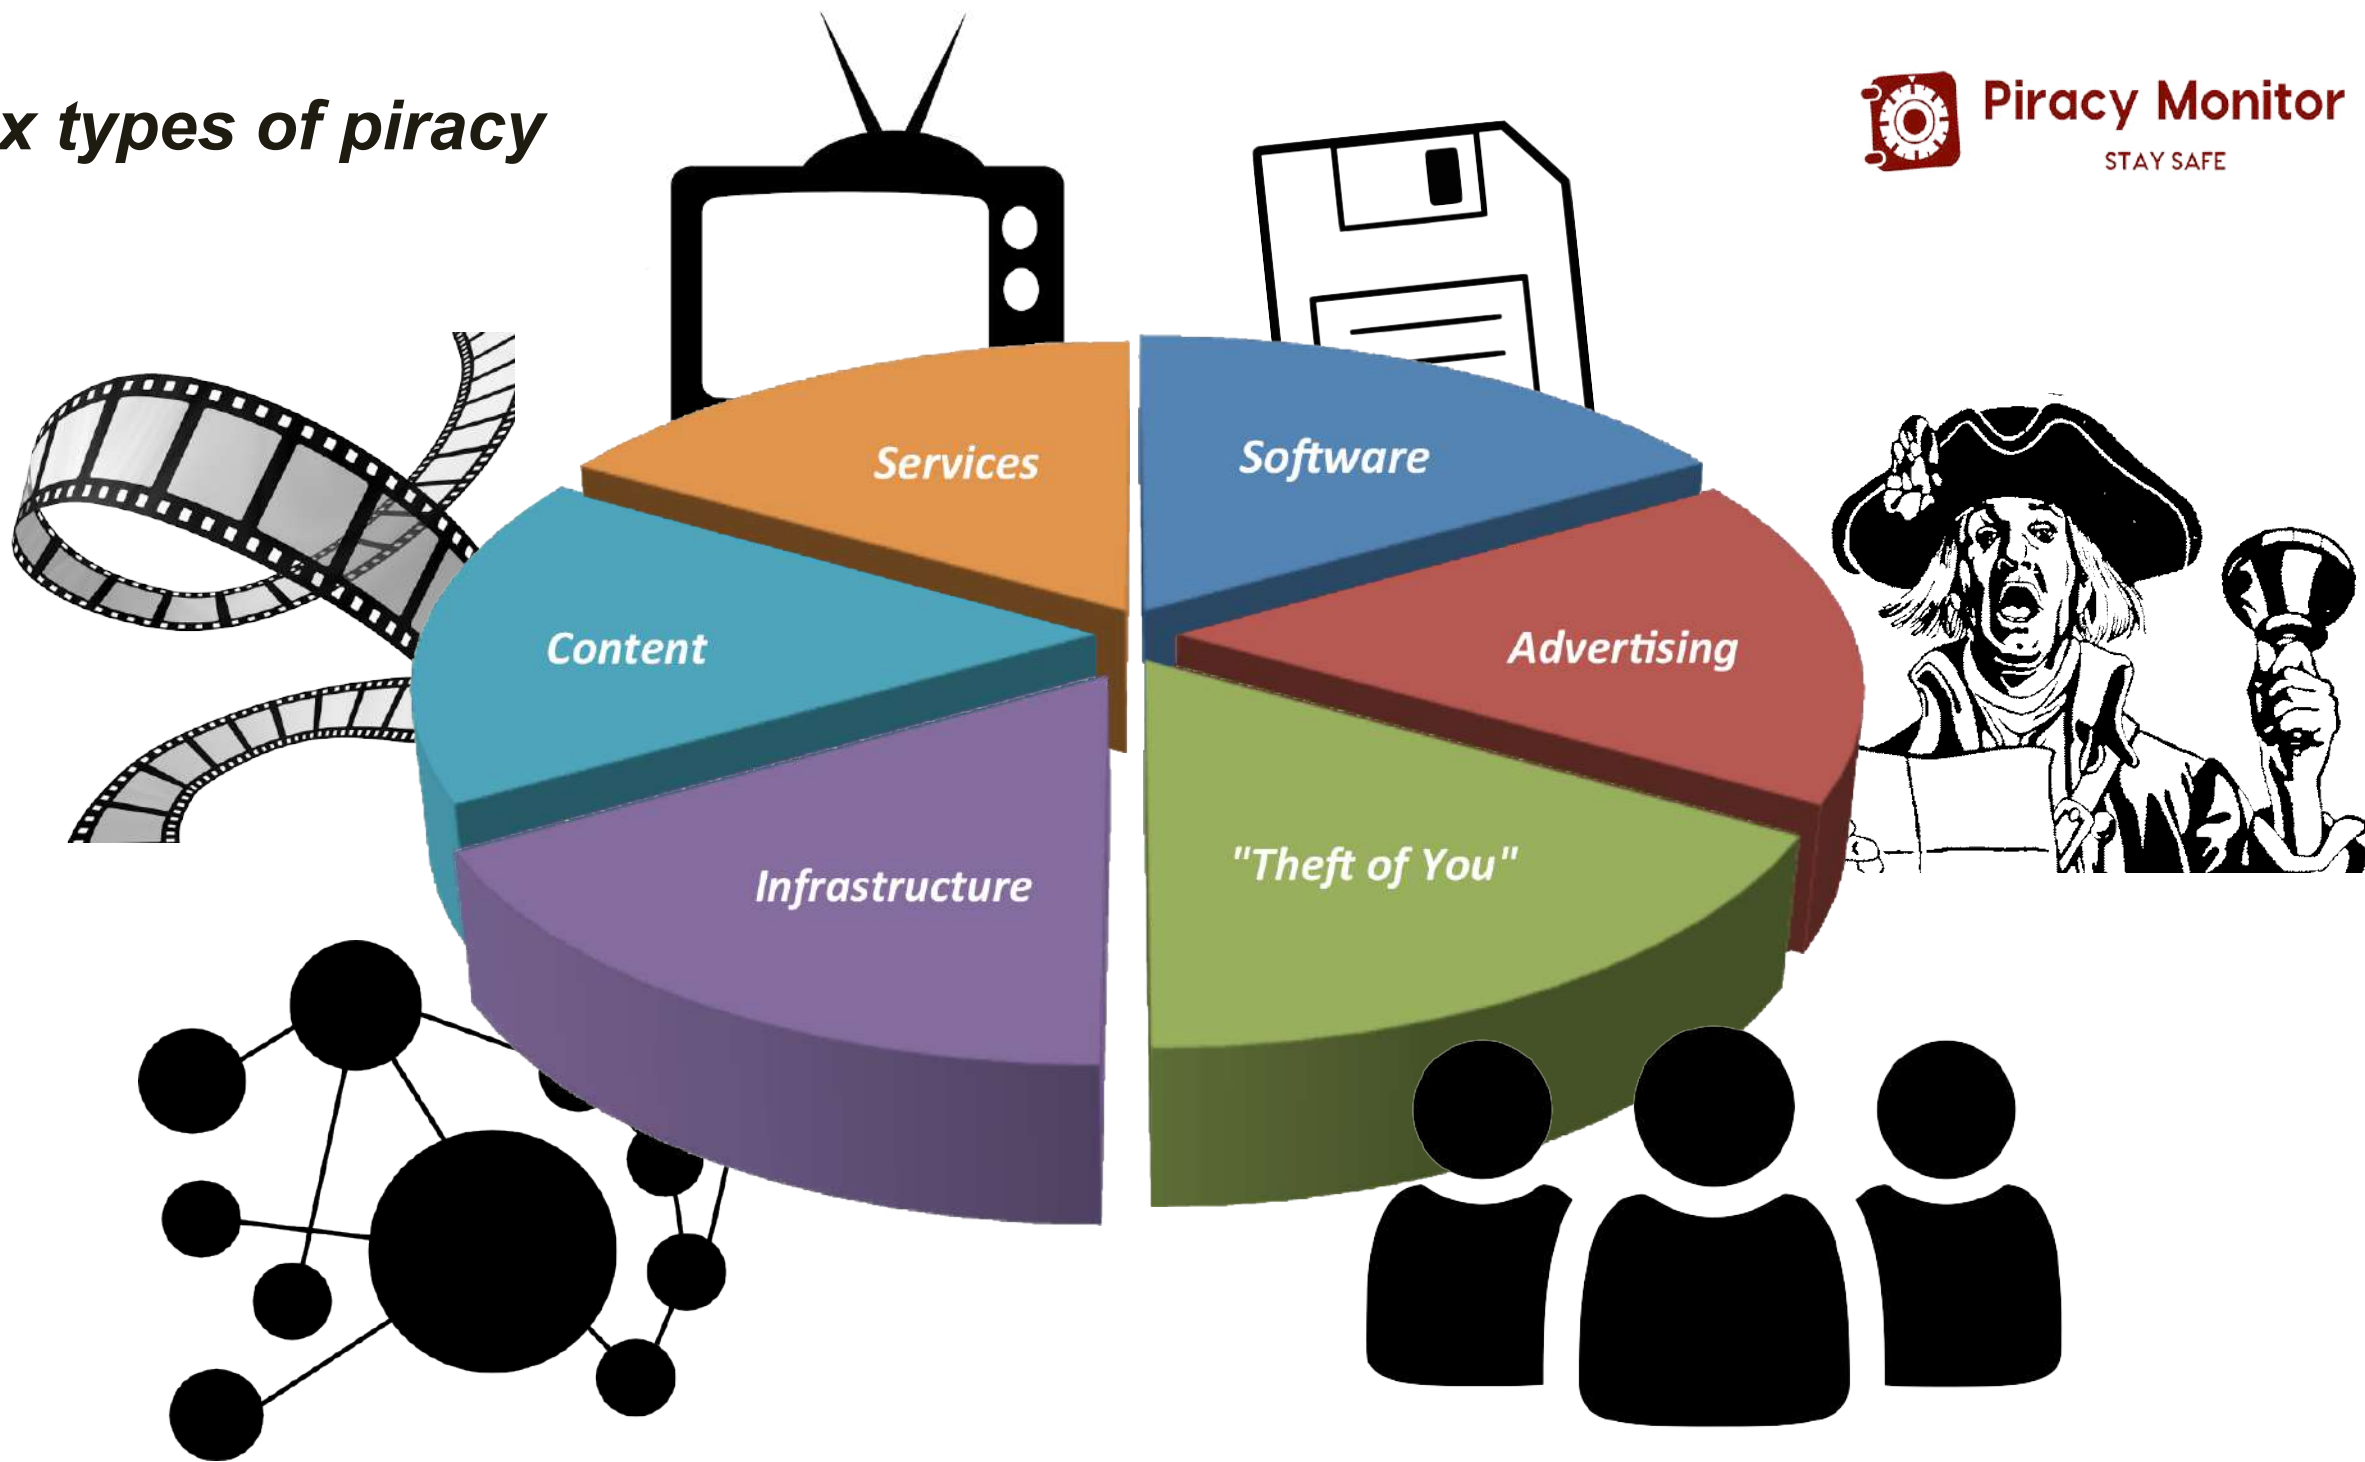 x types of piracy
Piracy Monitor
STAY SAFE
Services
Software
Content
Advertising
"Theft of You"
Infrastructure